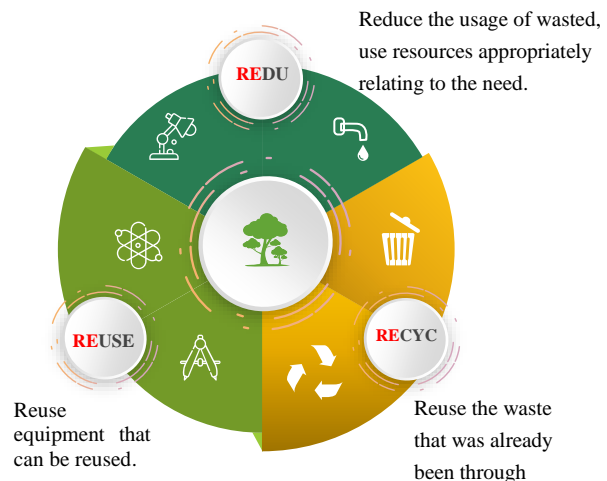 Reduce the usage of wasted,
use resources appropriately
relating to the need.
REDU
REUSE
RECYC
Reuse
equipment that
can be reused.
Reuse the waste
that was already
been through